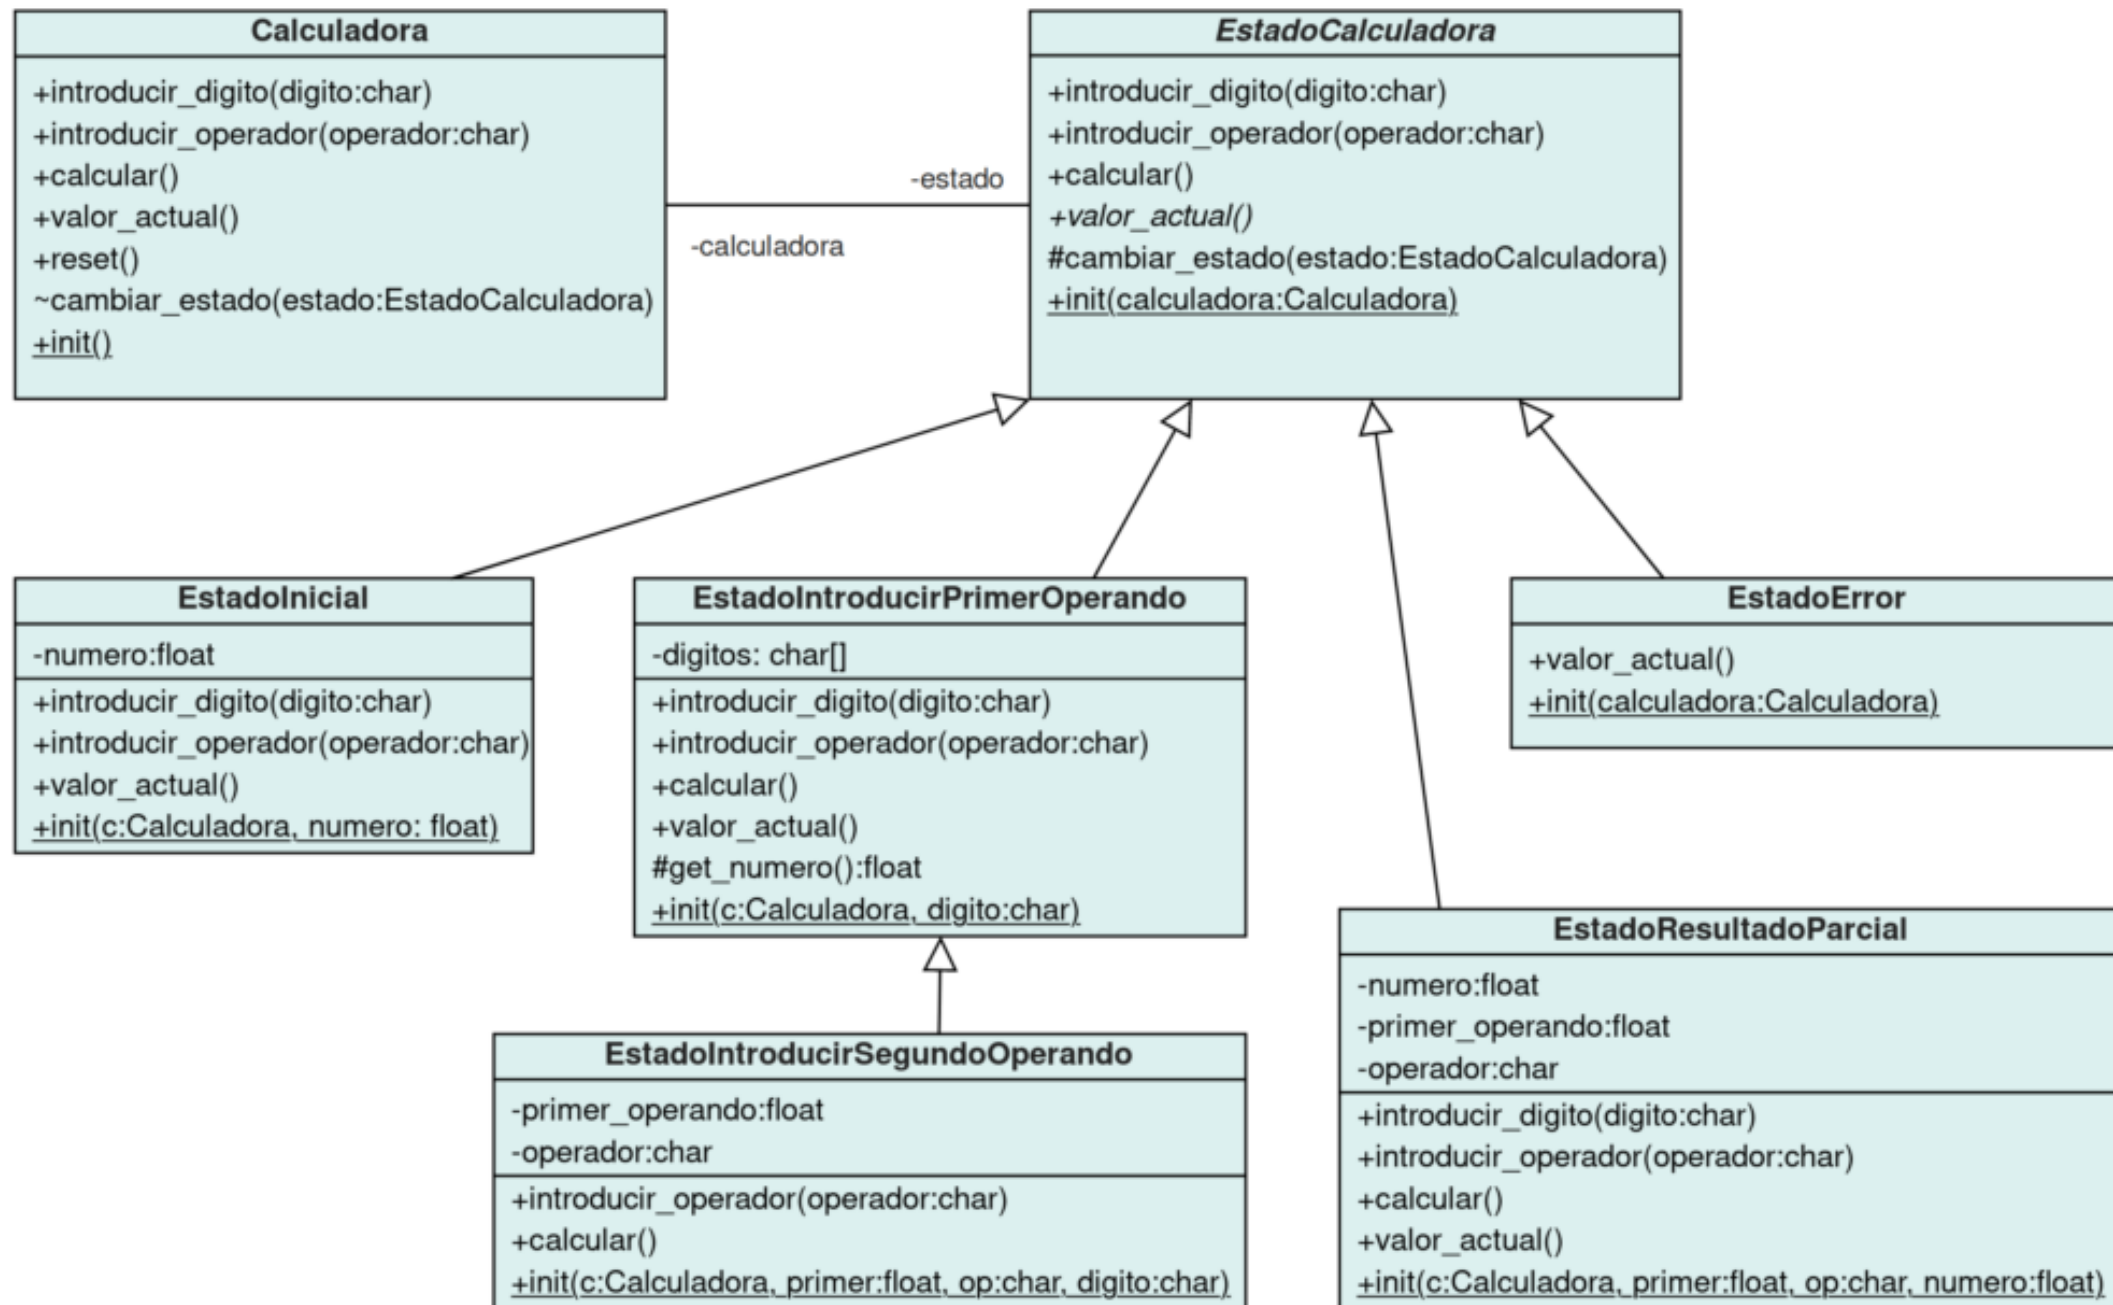 Calculadora
+introducir_digito(digito:char)
+introducir_operador(operador:char)
+calcular()
+valor_actual()
+reset()
~cambiar_estado(estado:EstadoCalculadora)
+init()
-estado
-calculadora
EstadoCalculadora
+introducir_digito(digito:char)
+introducir_operador(operador:char)
+calcular()
+valor_actual()
#cambiar_estado(estado:EstadoCalculadora)
+init(calculadora:Calculadora)
EstadoInicial
-numero:float
+introducir_digito(digito:char)
+introducir_operador(operador:char)
+valor_actual()
+init(c:Calculadora, numero: float)
EstadoIntroducirPrimerOperando
-digitos: char[]
+introducir_digito(digito:char)
+introducir_operador(operador:char)
+calcular()
+valor_actual()
#get_numero():float
+init(c:Calculadora, digito:char)
EstadoError
+valor_actual()
+init(calculadora:Calculadora)
EstadoIntroducirSegundoOperando
-primer_operando:float
-operador:char
+introducir_operador(operador:char)
+calcular()
+init(c:Calculadora, primer:float, op:char, digito:char)
EstadoResultadoParcial
-numero:float
-primer_operando:float
-operador:char
+introducir_digito(digito:char)
+introducir_operador(operador:char)
+calcular()
+valor_actual()
+init(c:Calculadora, primer:float, op:char, numero:float)